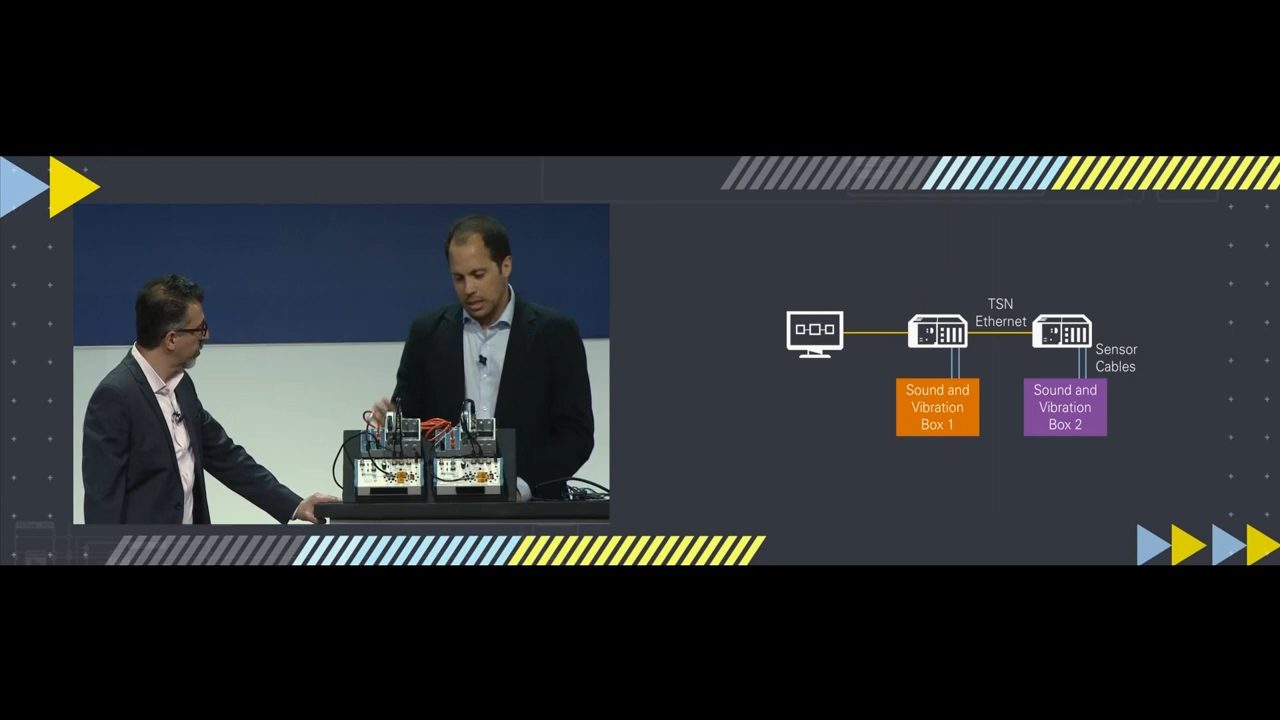 TSN
Ethernet
Sensor
Cables
Sound and
Vibration
Box 1
Sound and
Vibration
Box 2